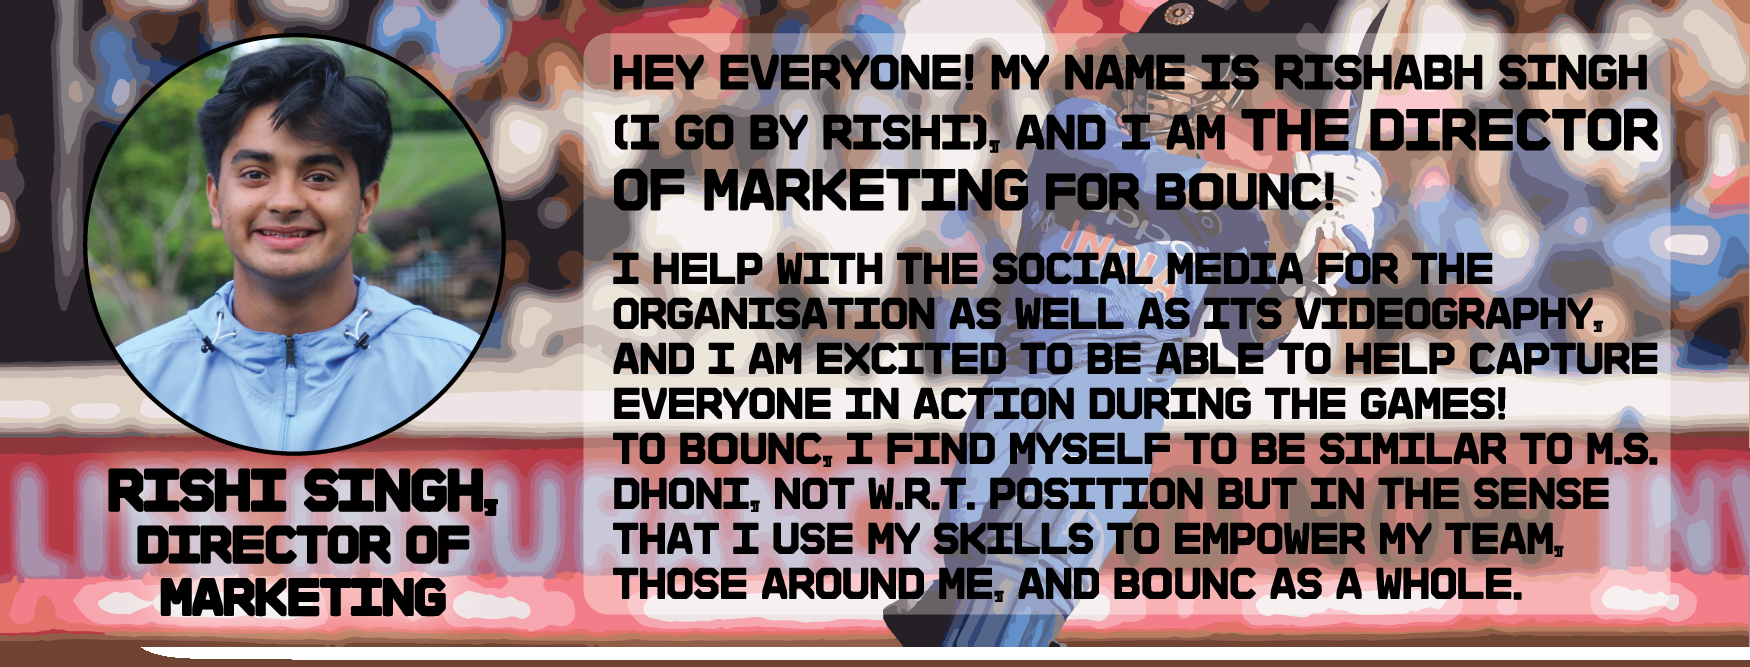 HEY EVERYONE! MY NAME IS RISHABH SINGH
(I GO BY RISHI), AND I AM THE DIRECTOR
OF MARKETING FOR BOUNC!
I HELP WITH THE SOCIAL MEDIA FOR THE
ORGANISATION AS WELL AS ITS VIDEOGRAPHY,
AND I AM EXCITED TO BE ABLE TO HELP CAPTURE
EVERYONE IN ACTION DURING THE GAMES!
TO BOUNC, I FIND MYSELF TO BE SIMILAR TO M.S.
DHONI, NOT W.R.T. POSITION BUT IN THE SENSE
THAT I USE MY SKILLS TO EMPOWER MY TEAM,
THOSE AROUND ME, AND BOUNC AS A WHOLE.
RISHI SINGH,
DIRECTOR OF
MARKETING
oppo
INDIA